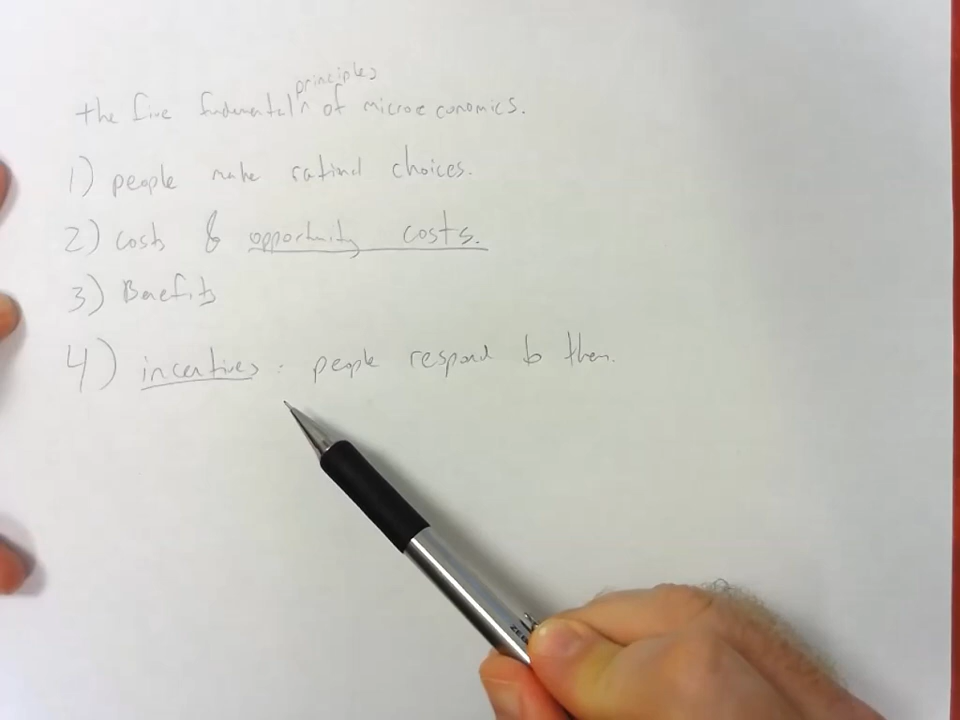 the five fundemental ^ principles of microeconomics.
1) people make rational choices.
2) costs & opportunity costs.
3) Benefits
4) incentives : people respond to them.